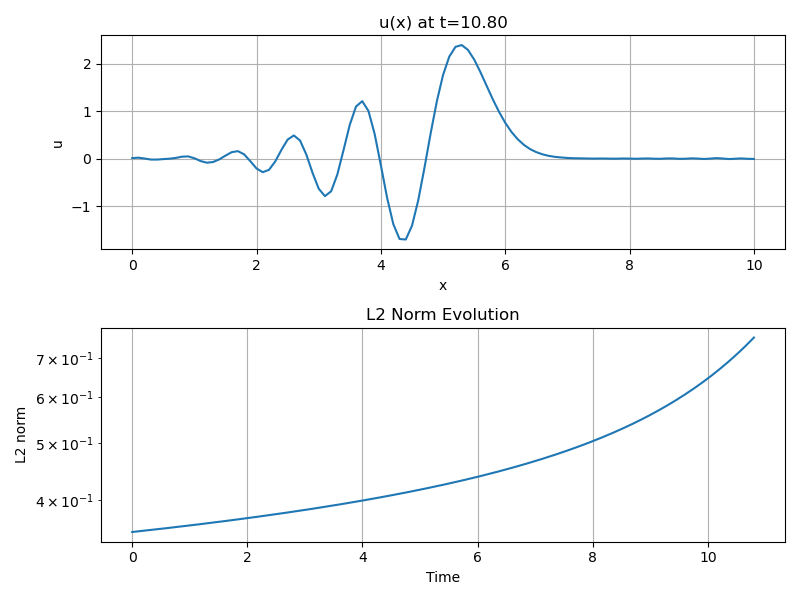 u(x) at t=10.80
u
2
1
0
−1
0 2 4 6 8 10
x
L2 Norm Evolution
L2 norm
7 × 10⁻¹
6 × 10⁻¹
5 × 10⁻¹
4 × 10⁻¹
0 2 4 6 8 10
Time